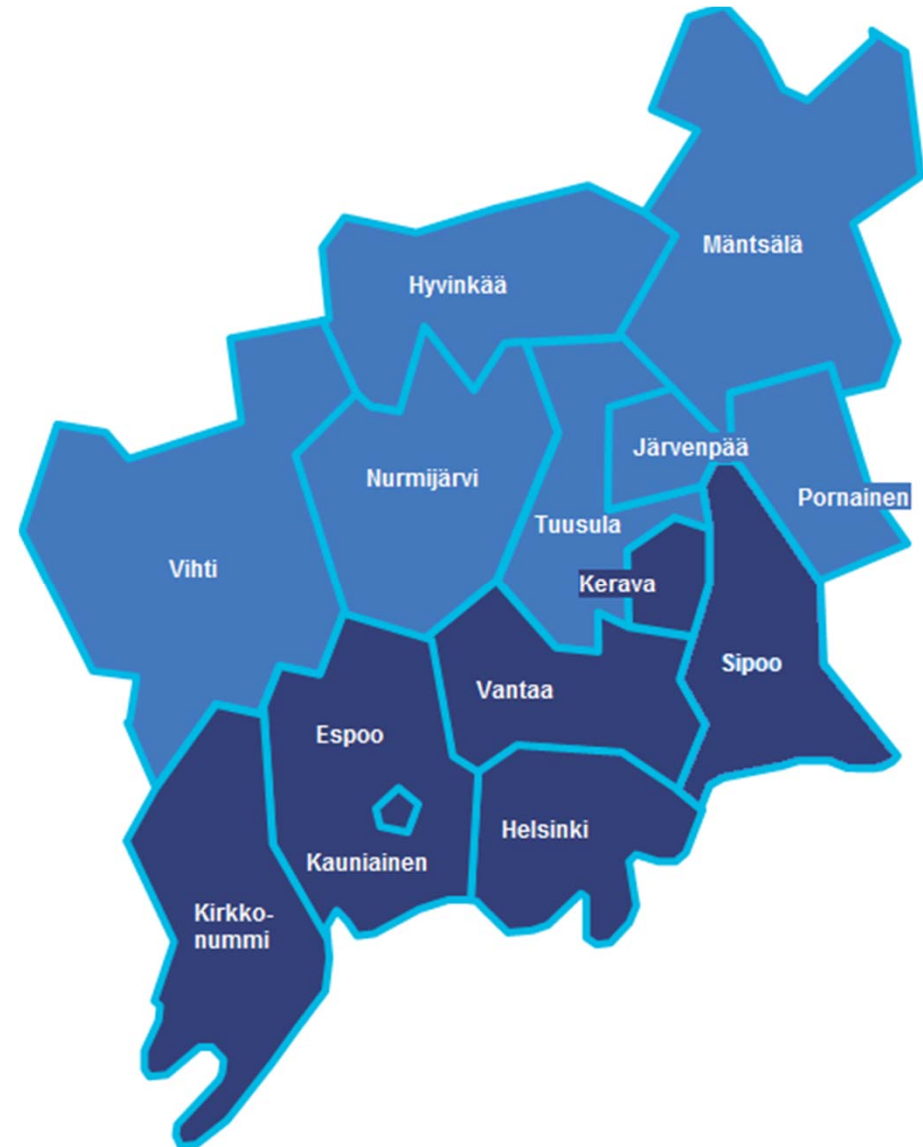 Mäntsälä
Hyvinkää
Järvenpää
Nurmijärvi
Pornainen
Tuusula
Vihti
Kerava
Sipoo
Vantaa
Espoo
Helsinki
Kauniainen
Kirkko-
nummi